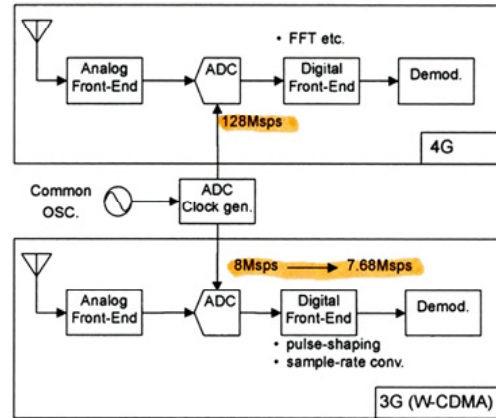 • FFT etc.
Analog
Front-End
ADC
Digital
Front-End
Demod.
128Msps
4G
Common
OSC.
ADC
Clock gen.
8Msps
7.68Msps
Analog
Front-End
ADC
Digital
Front-End
Demod.
• pulse-shaping
• sample-rate conv.
3G (W-CDMA)